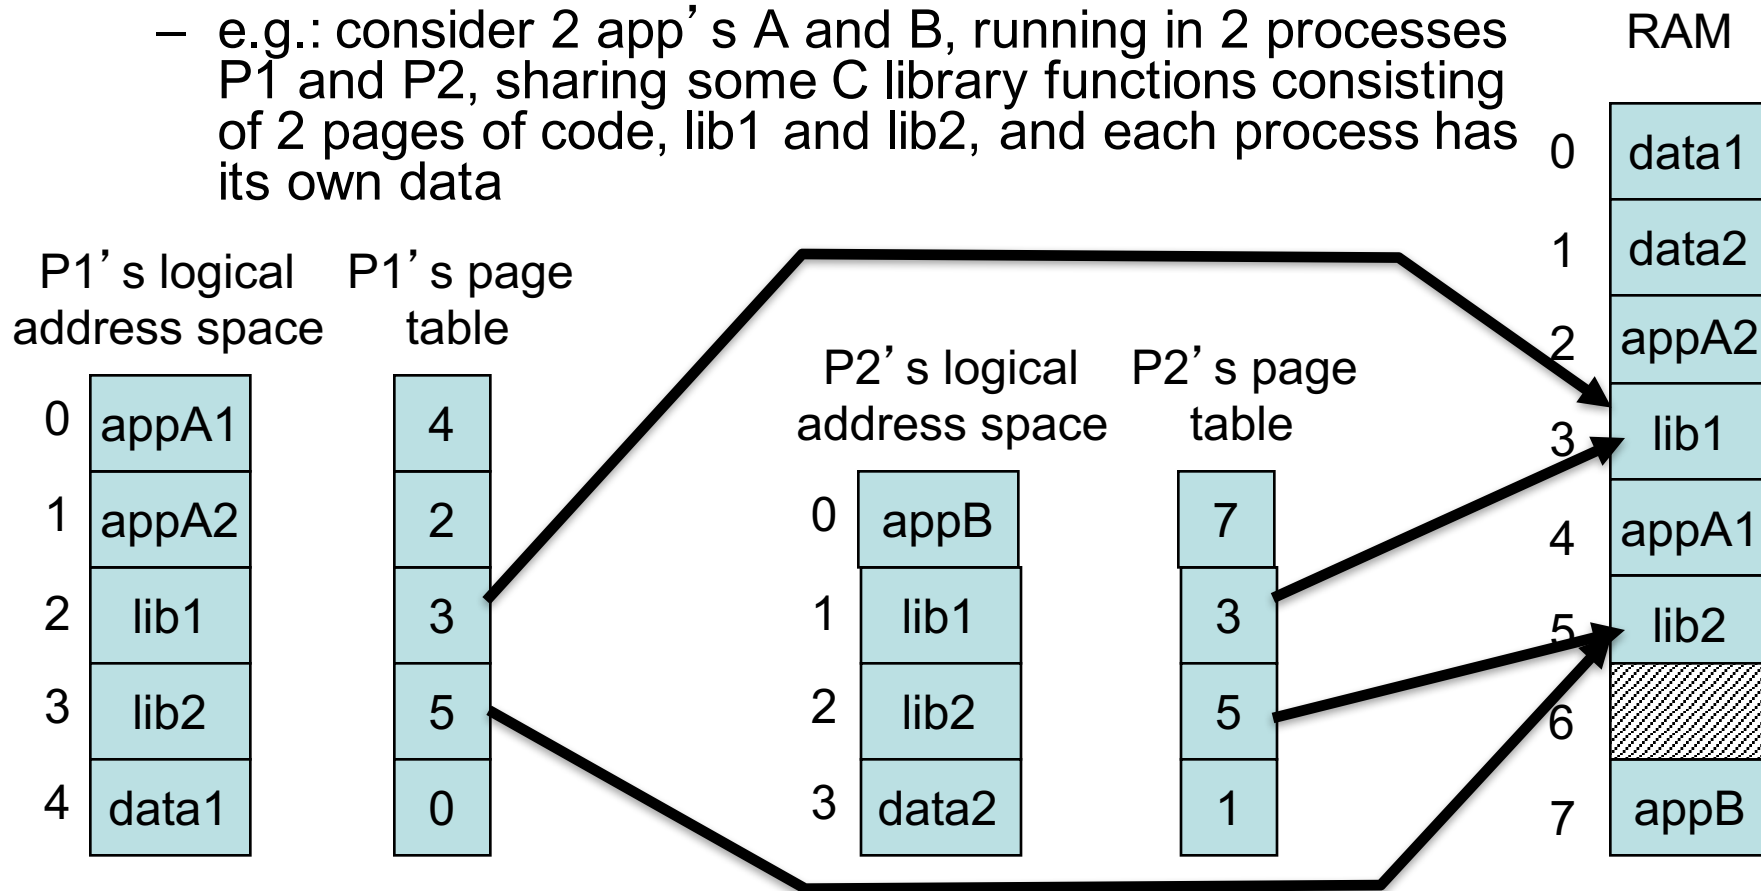 – e.g.: consider 2 app’s A and B, running in 2 processes
P1 and P2, sharing some C library functions consisting
of 2 pages of code, lib1 and lib2, and each process has
its own data
RAM
P1’s logical
address space
0 appA1
1 appA2
2 lib1
3 lib2
4 data1
P1’s page
table
4
2
3
5
0
P2’s logical
address space
0 appB
1 lib1
2 lib2
3 data2
P2’s page
table
7
3
5
1
0 data1
1 data2
2 appA2
3 lib1
4 appA1
5 lib2
6
7 appB